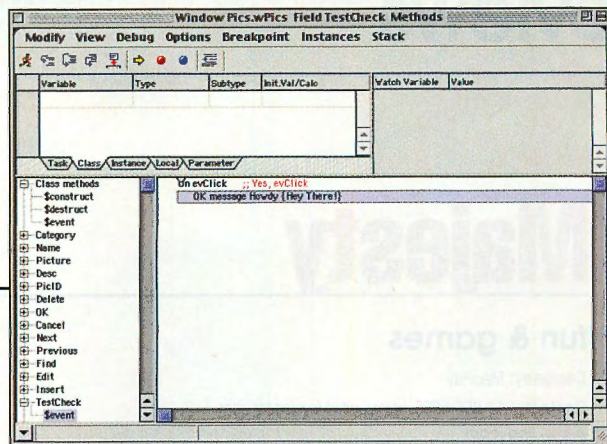 Window Pics.wPics Field TestCheck Methods
Modify View Debug Options Breakpoint Instances Stack
Variable Type Subtype Init.Val/Calc Watch Variable Value
Task Class Instance Local Parameter
Class methods
$construct
$destruct
$event
Category
Name
Picture
Desc
PicID
Delete
OK
Cancel
Next
Previous
Find
Edit
Insert
TestCheck
$event
On evClick ;; Yes, evClick
OK message Howdy {Hey There!}
Majesty
fun & games
Company: